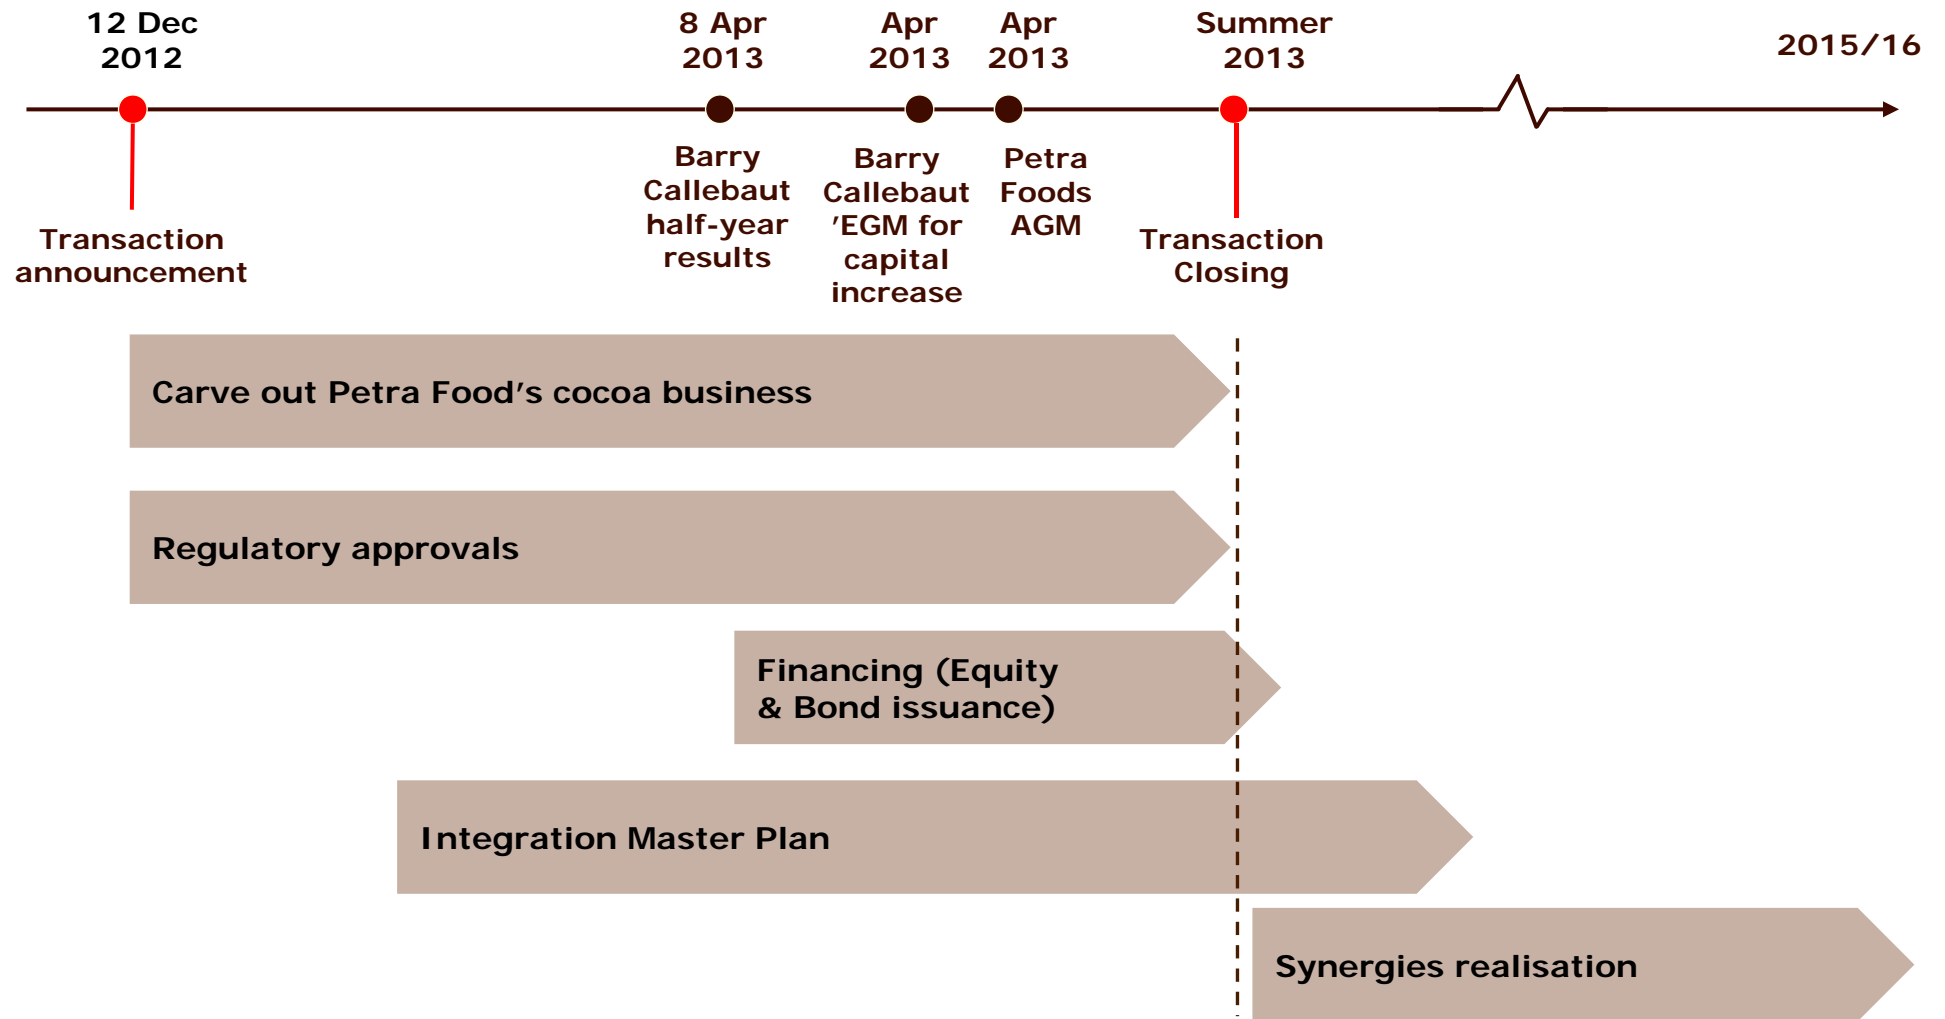 12 Dec
2012
8 Apr
2013
Apr
2013
Apr
2013
Summer
2013
2015/16
Transaction
announcement
Barry
Callebaut
half-year
results
Barry
Callebaut
’EGM for
capital
increase
Petra
Foods
AGM
Transaction
Closing
Carve out Petra Food’s cocoa business
Regulatory approvals
Financing (Equity
& Bond issuance)
Integration Master Plan
Synergies realisation